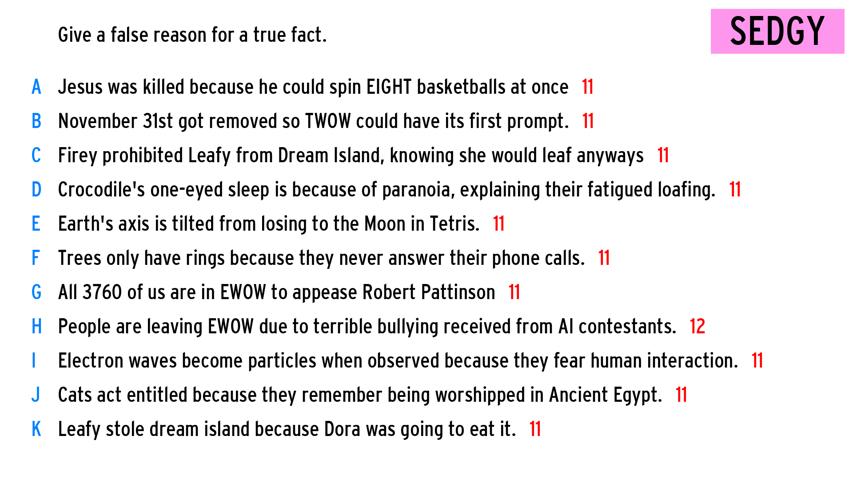 Give a false reason for a true fact.
SEDGY
A Jesus was killed because he could spin EIGHT basketballs at once 11
B November 31st got removed so TWOW could have its first prompt. 11
C Firey prohibited Leafy from Dream Island, knowing she would leaf anyways 11
D Crocodile's one-eyed sleep is because of paranoia, explaining their fatigued loafing. 11
E Earth's axis is tilted from losing to the Moon in Tetris. 11
F Trees only have rings because they never answer their phone calls. 11
G All 3760 of us are in EWOW to appease Robert Pattinson 11
H People are leaving EWOW due to terrible bullying received from AI contestants. 12
I Electron waves become particles when observed because they fear human interaction. 11
J Cats act entitled because they remember being worshipped in Ancient Egypt. 11
K Leafy stole dream island because Dora was going to eat it. 11